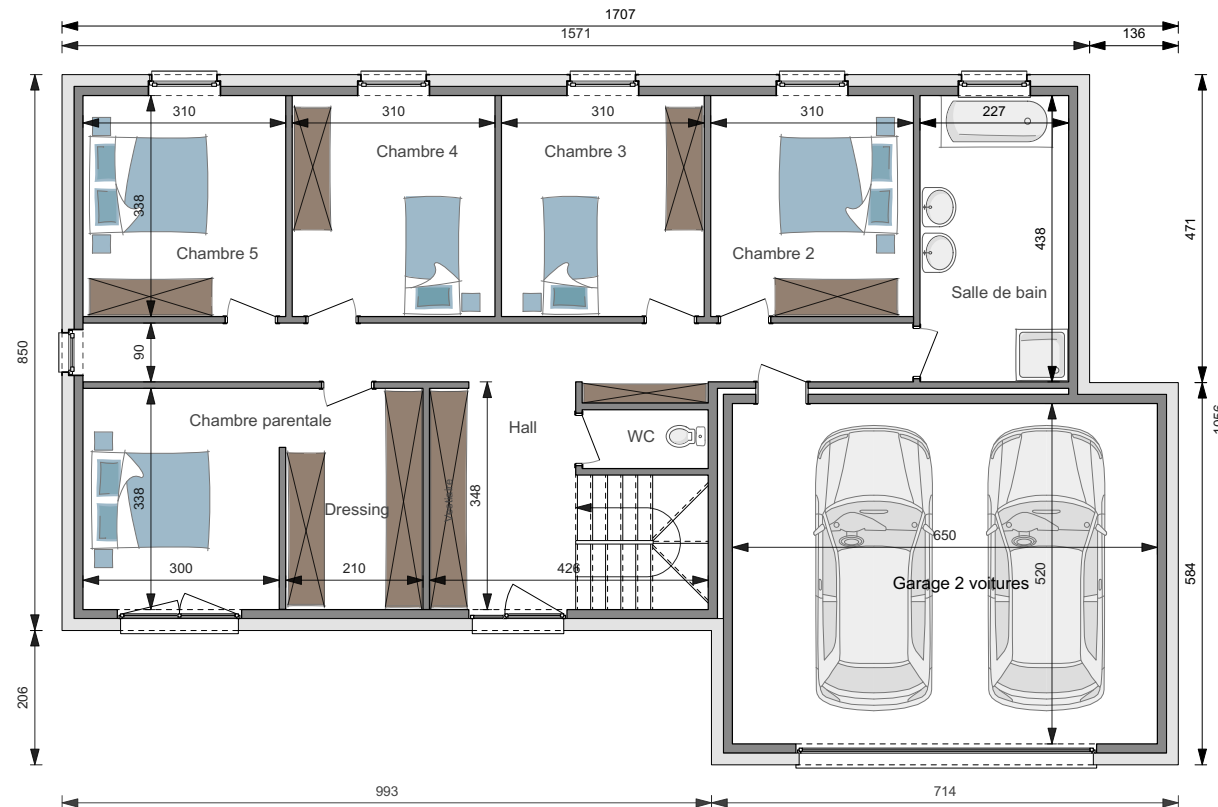 1707
1571
136
310
310
310
310
227
Chambre 4
Chambre 3
338
Chambre 5
Chambre 2
438
471
Salle de bain
850
90
Chambre parentale
Hall
WC
1056
338
Dressing
Vestiaire
348
650
300
210
426
520
Garage 2 voitures
584
206
993
714